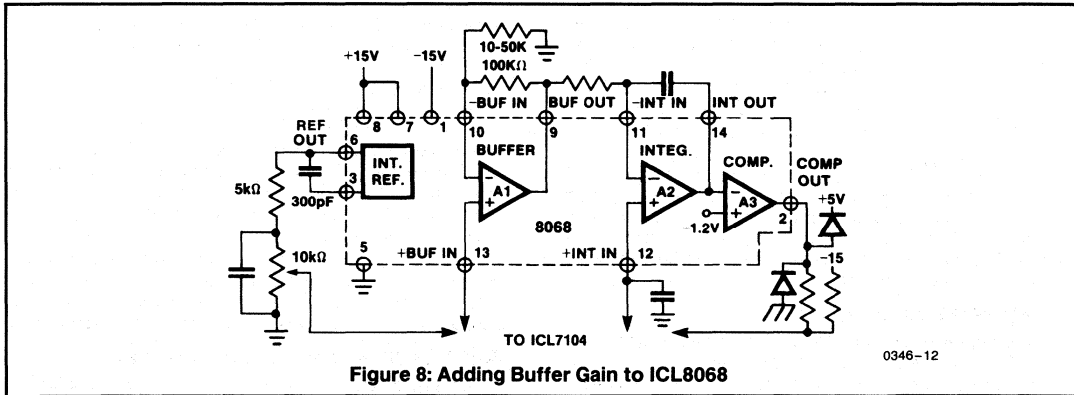 10-50K
+15V
-15V
100KΩ
-BUF IN
BUF OUT
-INT IN
INT OUT
8
7
1
10
9
11
14
REF
OUT
6
INT.
REF.
BUFFER
INTEG.
COMP.
COMP
OUT
3
300pF
5kΩ
A1
A2
A3
+5V
2
-1.2V
8068
5
+BUF IN
13
+INT IN
12
-15
10kΩ
TO ICL7104
0346-12
Figure 8: Adding Buffer Gain to ICL8068